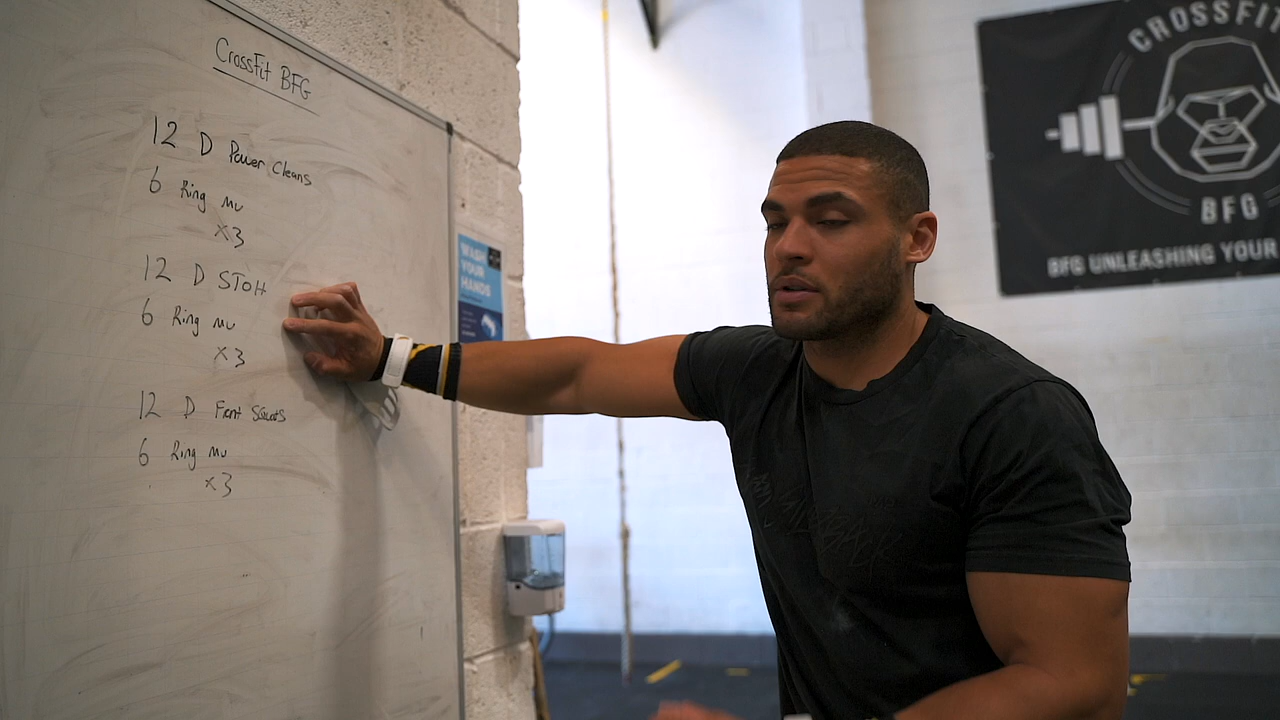 CrossFit BFG
12 D Power Cleans
6 Ring mu
x3
12 D STOH
6 Ring mu
x3
12 D Front Squats
6 Ring mu
x3
WASH
YOUR
HANDS
CROSSFIT
BFG
BFG UNLEASHING YOUR